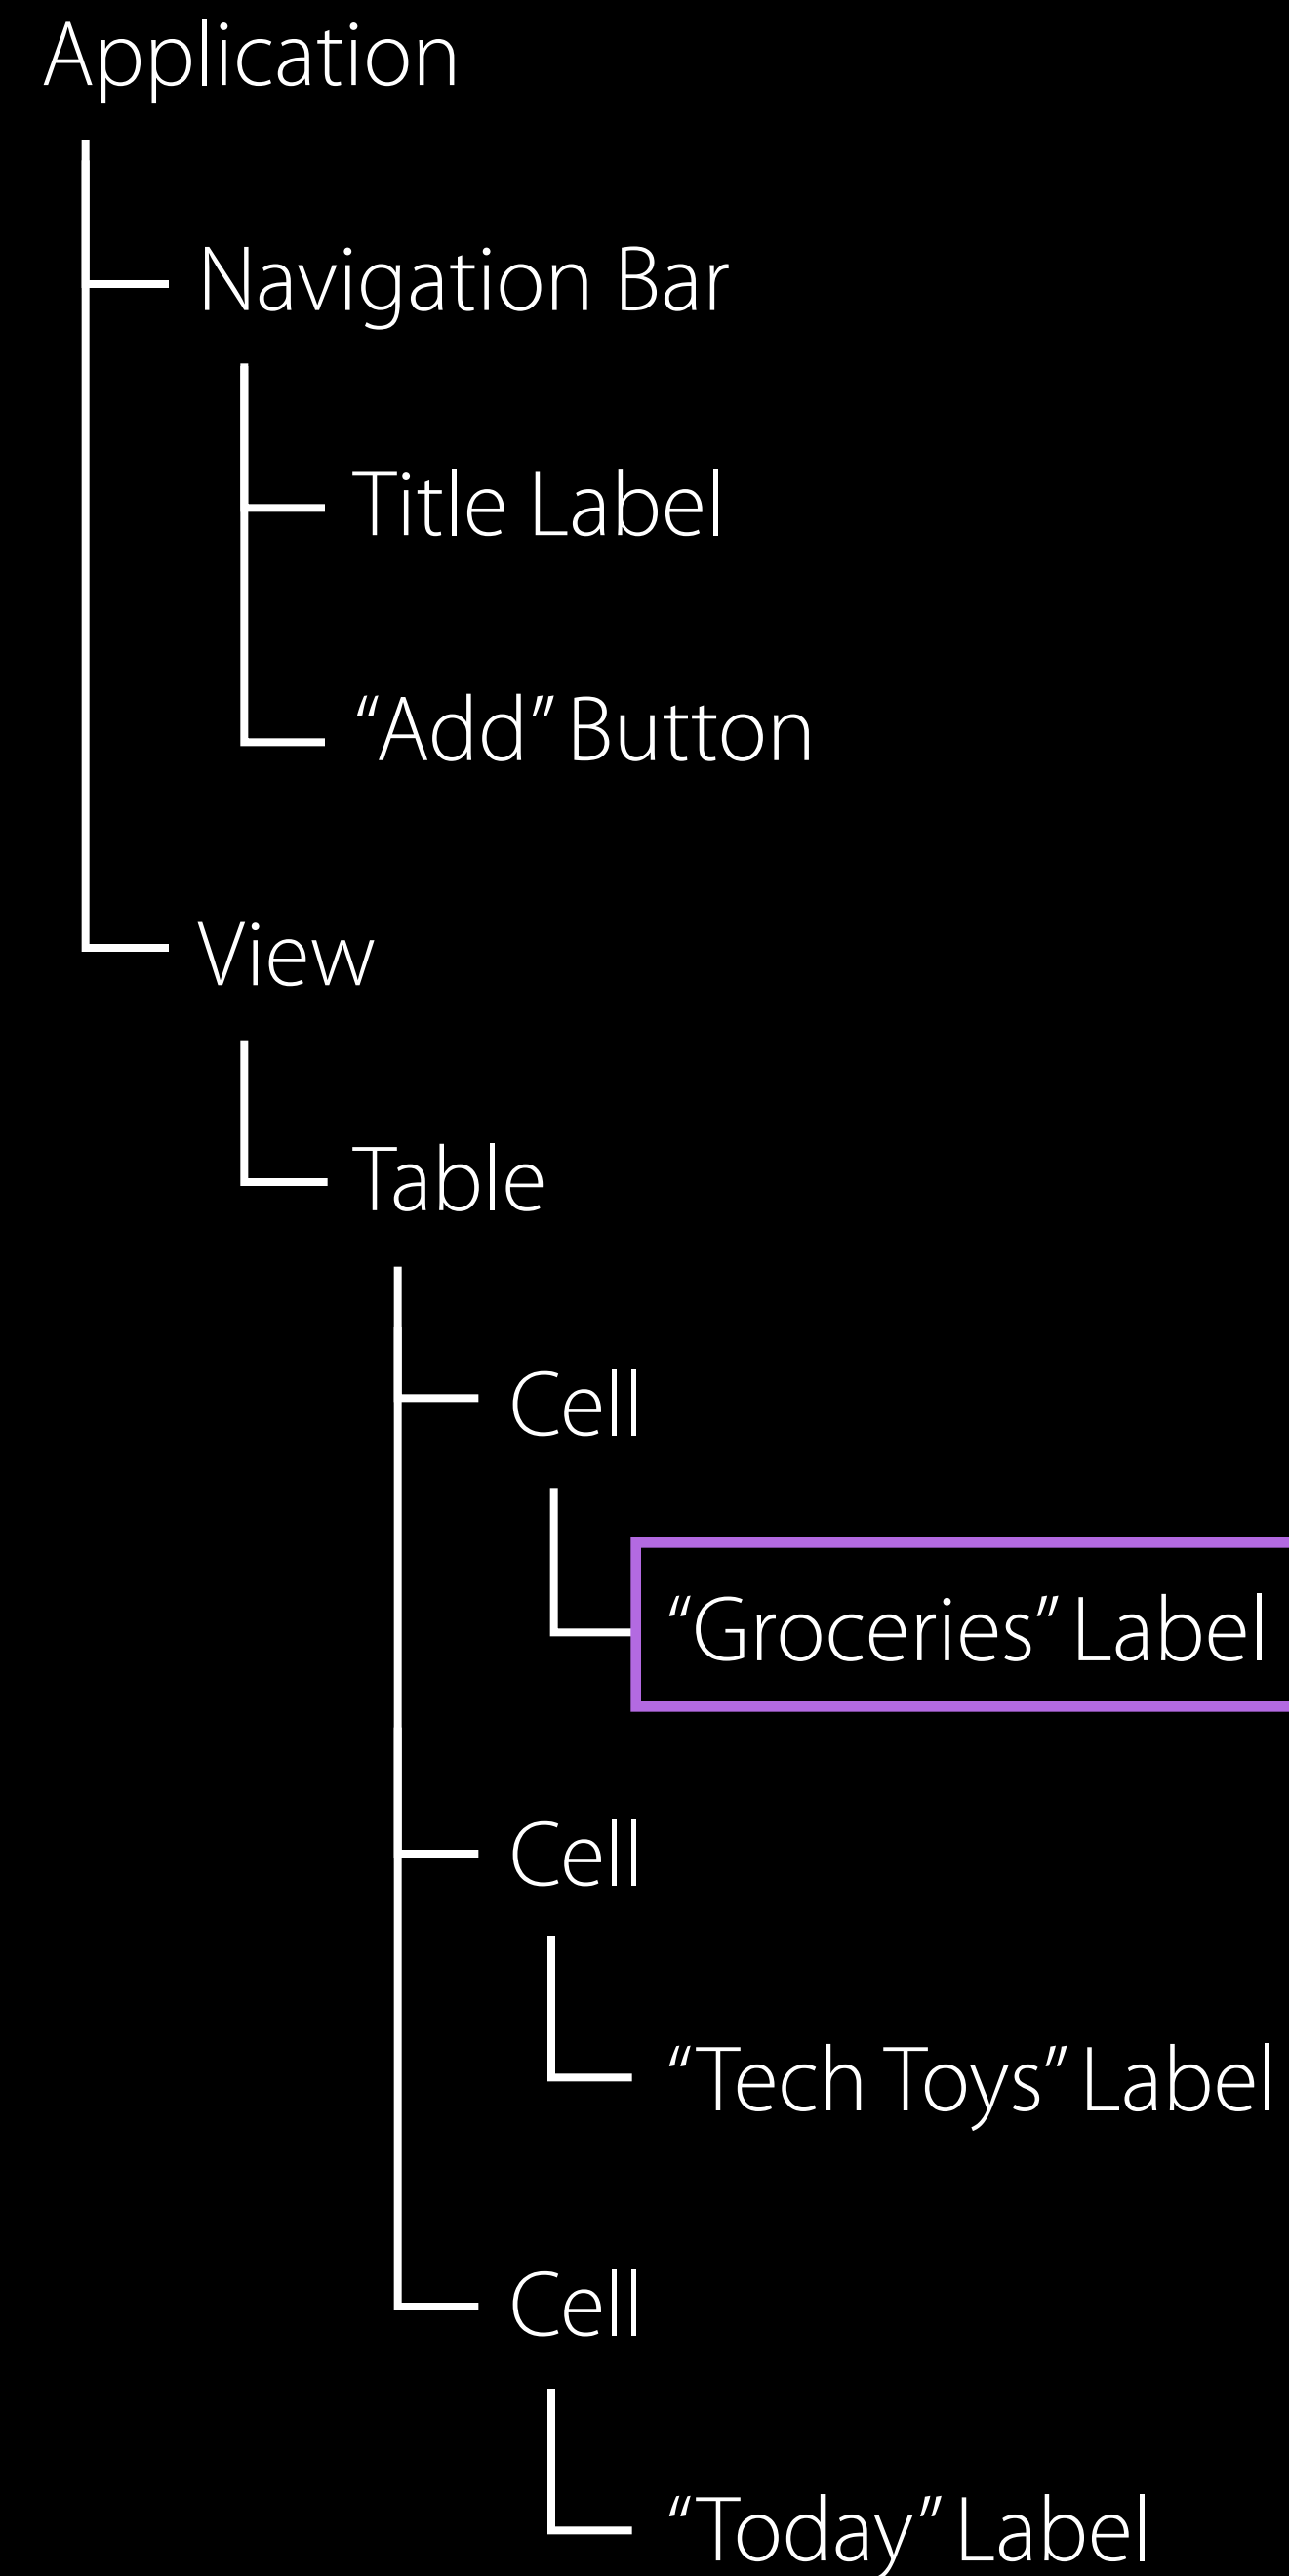 Application
Navigation Bar
Title Label
“Add” Button
View
Table
Cell
“Groceries” Label
Cell
“Tech Toys” Label
Cell
“Today” Label